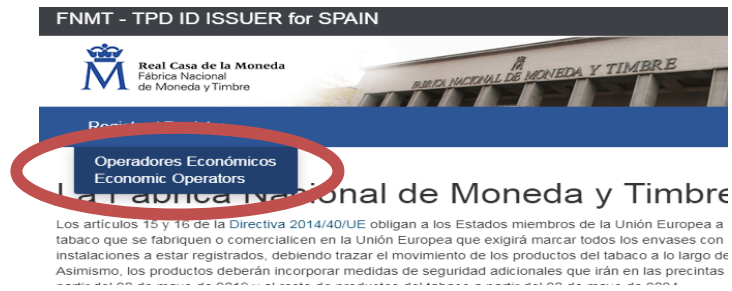 FNMT - TPD ID ISSUER for SPAIN
Real Casa de la Moneda
Fábrica Nacional
de Moneda y Timbre
FABRICA NACIONAL DE MONEDA Y TIMBRE
Operadores Económicos
Economic Operators
La Fábrica Nacional de Moneda y Timbre
Los artículos 15 y 16 de la Directiva 2014/40/UE obligan a los Estados miembros de la Unión Europea a
tabaco que se fabriquen o comercialicen en la Unión Europea que exigirá marcar todos los envases con
instalaciones a estar registrados, debiendo trazar el movimiento de los productos del tabaco a lo largo de
Asimismo, los productos deberán incorporar medidas de seguridad adicionales que irán en las precintas